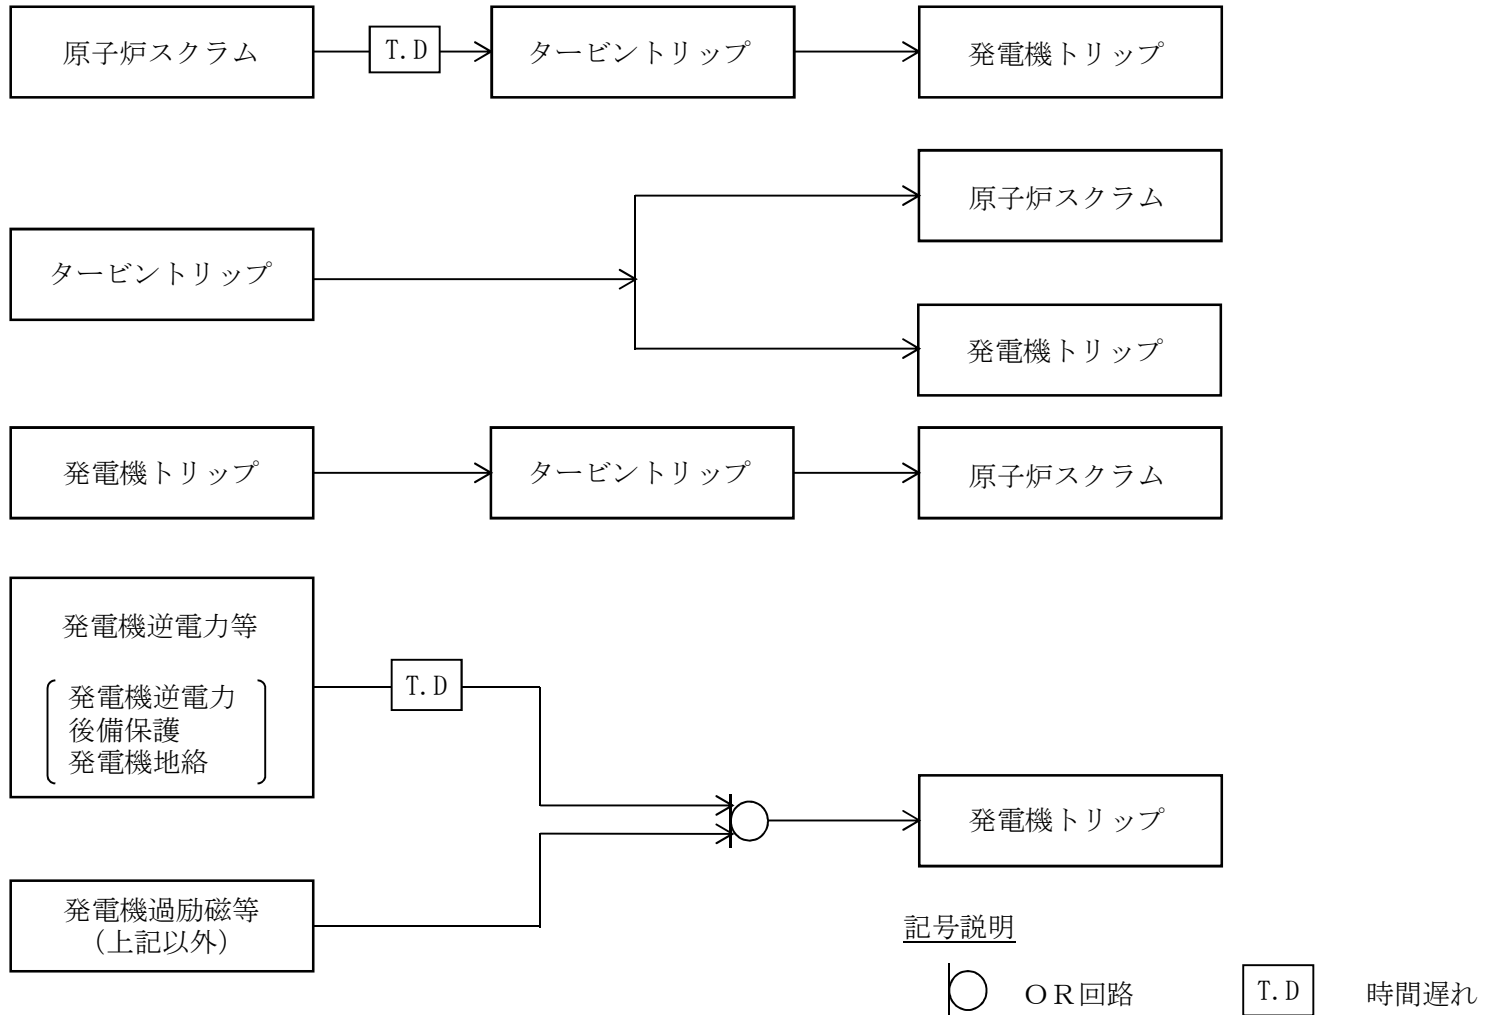 原子炉スクラム
T.D
タービントリップ
発電機トリップ
タービントリップ
原子炉スクラム
発電機トリップ
発電機トリップ
タービントリップ
原子炉スクラム
発電機逆電力等
発電機逆電力
後備保護
発電機地絡
T.D
発電機過励磁等
（上記以外）
発電機トリップ
記号説明
ＯＲ回路
T.D
時間遅れ